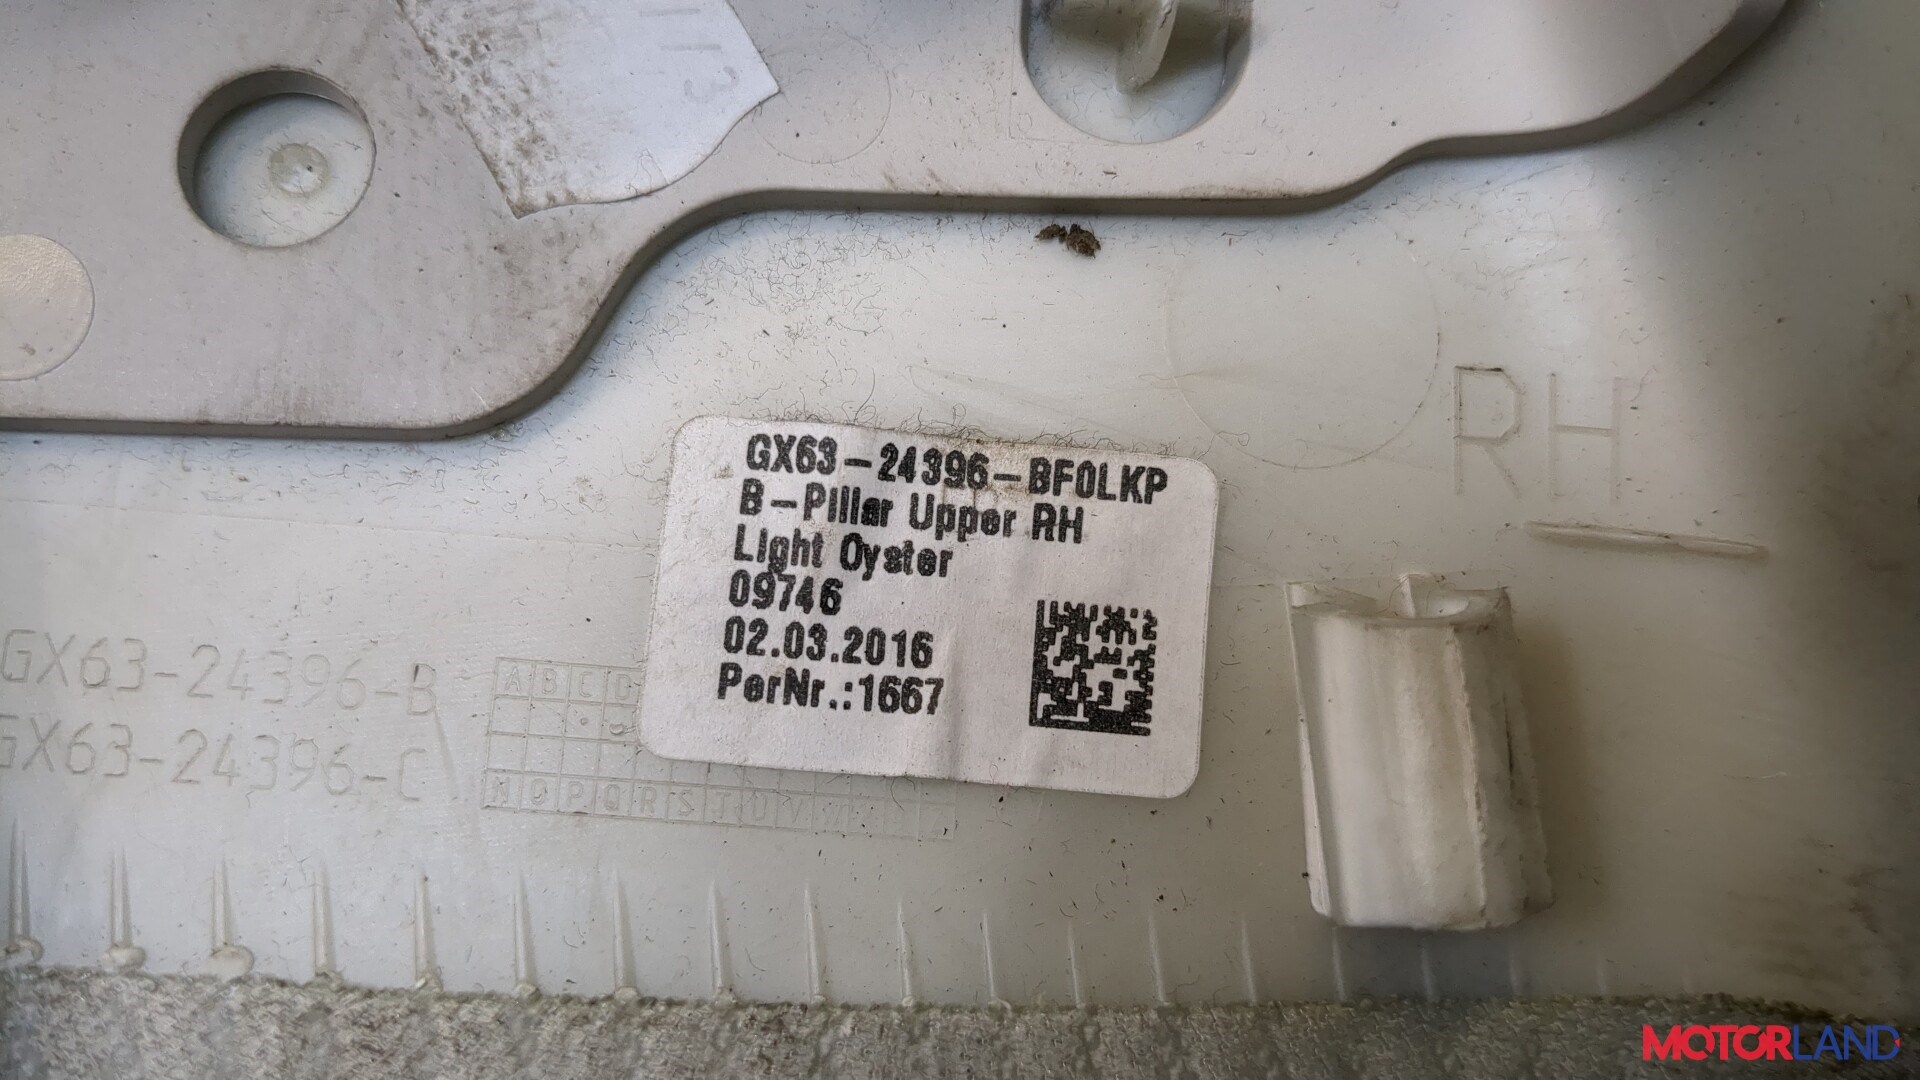 113
GX63-24396-BF0LKP
B-Pillar Upper RH
Light Oyster
09746
02.03.2016
PerNr.:1667
RH
GX63-24396-B
GX63-24396-C
A B C D
N O P Q R S T U V
MOTORLAND